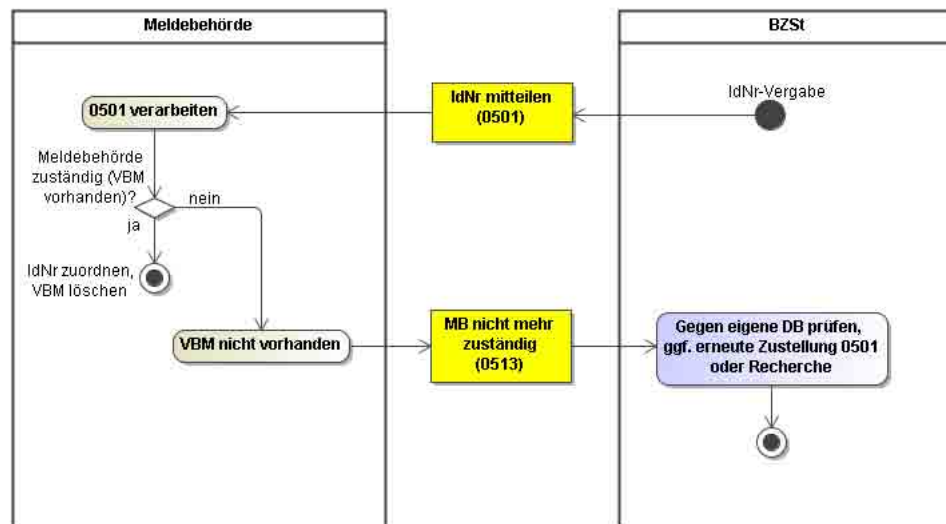 Meldebehörde
BZSt
IdNr-Vergabe
IdNr mitteilen
(0501)
0501 verarbeiten
Meldebehörde
zuständig (VBM
vorhanden)?
nein
ja
IdNr zuordnen,
VBM löschen
VBM nicht vorhanden
MB nicht mehr
zuständig
(0513)
Gegen eigene DB prüfen,
ggf. erneute Zustellung 0501
oder Recherche